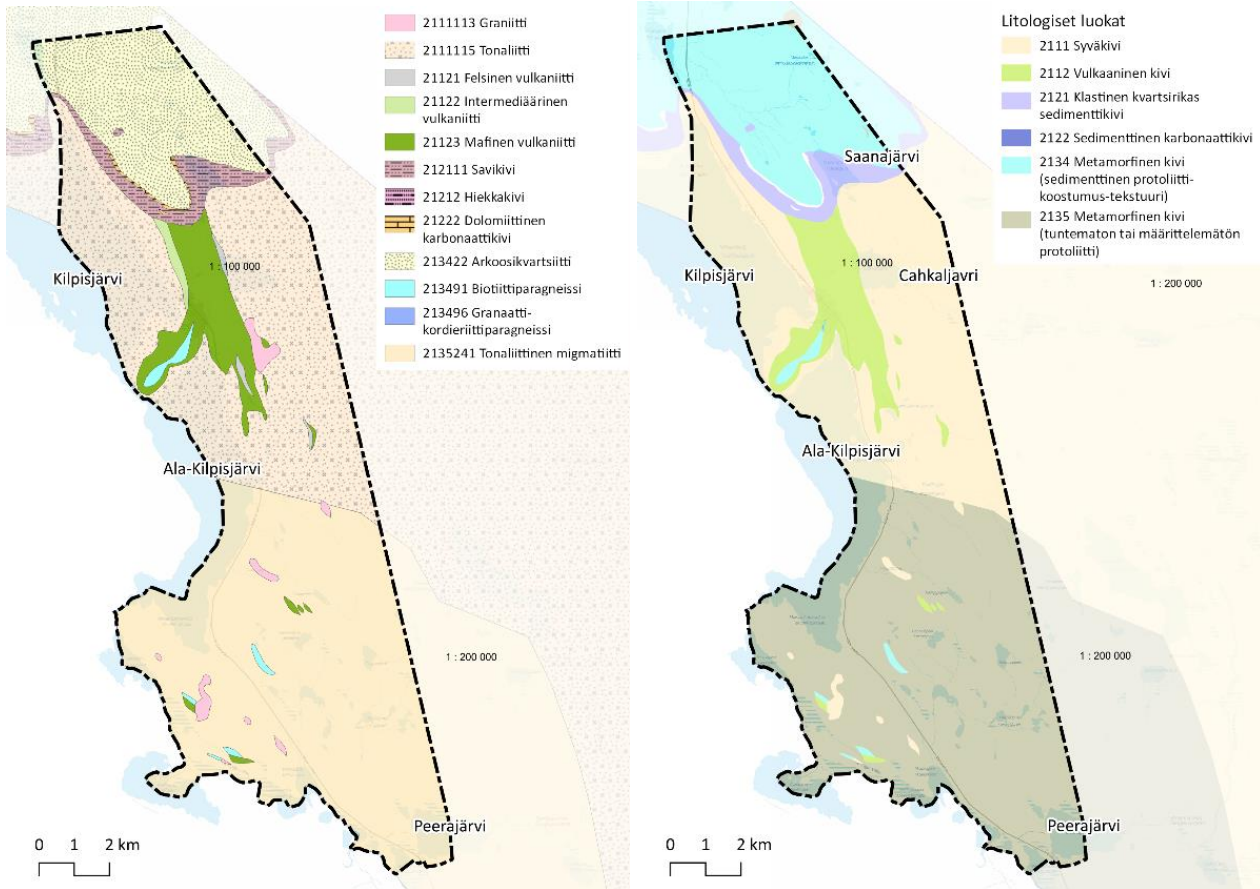 2111113 Graniitti
2111115 Tonaliitti
21121 Felsinen vulkaniitti
21122 Intermediäärinen
vulkaniitti
21123 Mafinen vulkaniitti
212111 Savikivi
21212 Hiekkakivi
21222 Dolomiittinen
karbonaattikivi
213422 Arkoosikvartsiitti
213491 Biotiittiparagneissi
213496 Granaatti-
kordieriittiparagneissi
2135241 Tonaliittinen migmatiitti
1 : 100 000
Kilpisjärvi
Ala-Kilpisjärvi
1 : 200 000
Peerajärvi
0 1 2 km
Litologiset luokat
2111 Syväkivi
2112 Vulkaaninen kivi
2121 Klastinen kvartsirikas
sedimenttikivi
2122 Sedimenttinen karbonaattikivi
2134 Metamorfinen kivi
(sedimenttinen protoliitti-
koostumus-tekstuuri)
2135 Metamorfinen kivi
(tuntematon tai määrittelemätön
protoliitti)
Saanajärvi
1 : 100 000
Kilpisjärvi
Cahkaljavri
1 : 200 000
Ala-Kilpisjärvi
1 : 200 000
Peerajärvi
0 1 2 km